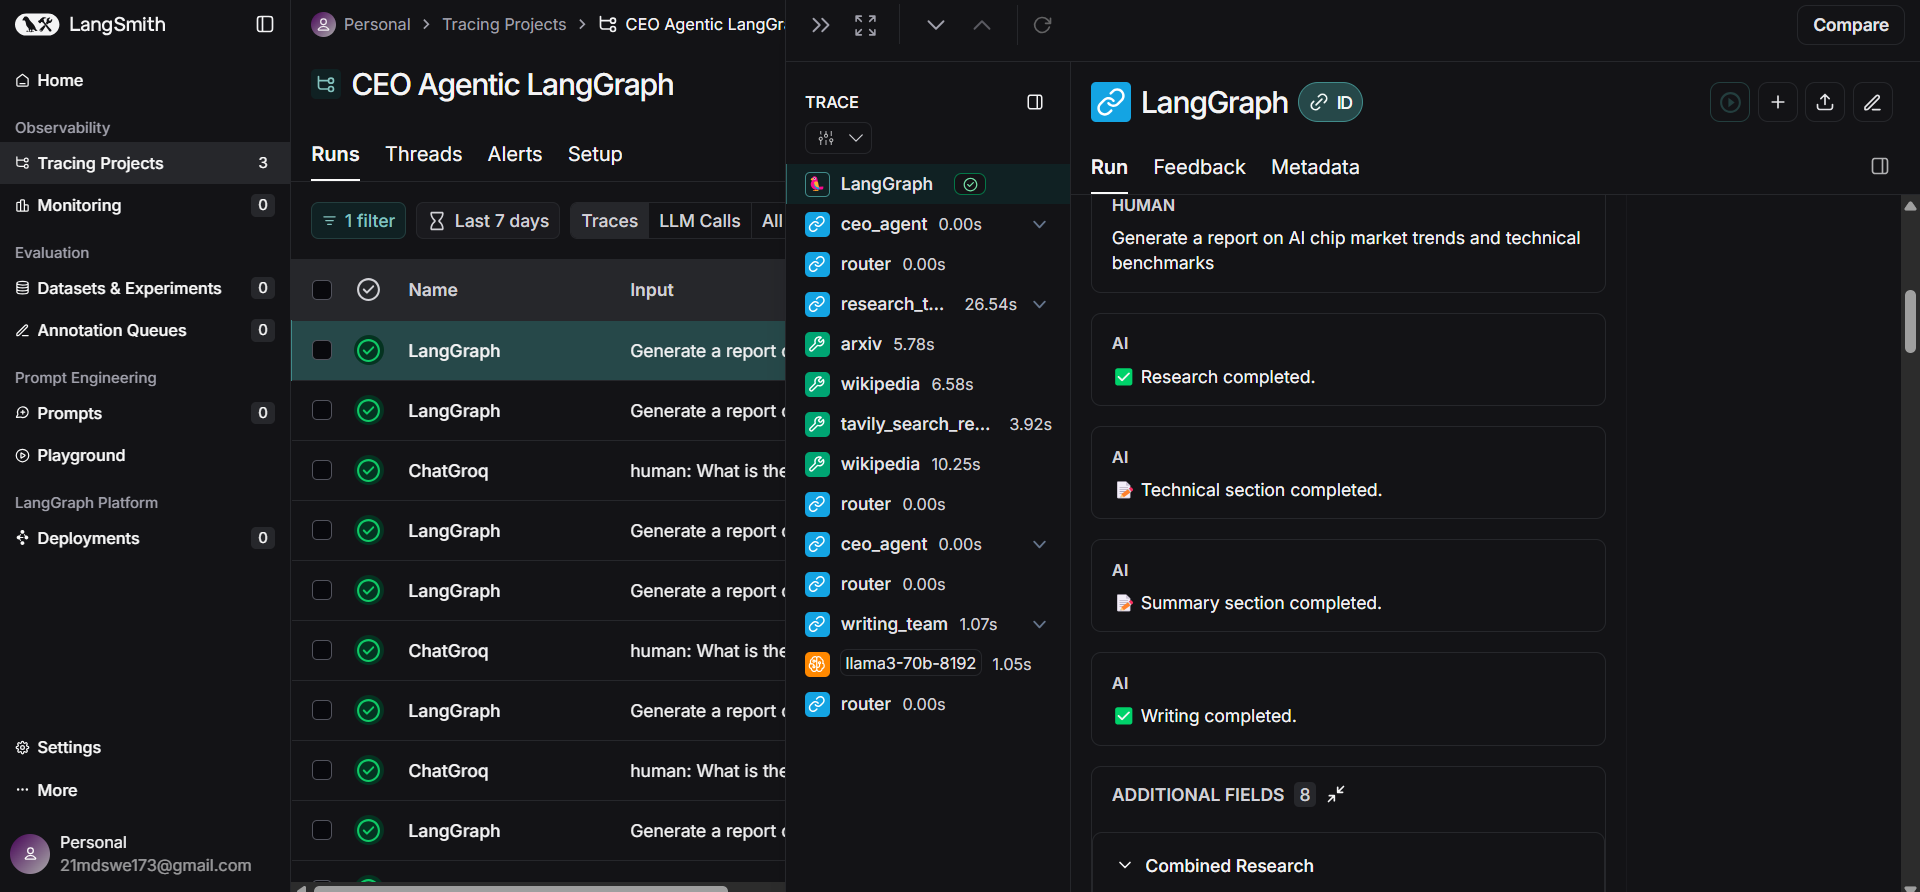 LangSmith
Home
Observability
Tracing Projects 3
Monitoring 0
Evaluation
Datasets & Experiments 0
Annotation Queues 0
Prompt Engineering
Prompts 0
Playground
LangGraph Platform
Deployments 0
Settings
More
Personal
21mdswe173@gmail.com
Personal > Tracing Projects > CEO Agentic LangGr
CEO Agentic LangGraph
Runs Threads Alerts Setup
1 filter Last 7 days Traces LLM Calls All
Name Input
LangGraph Generate a report
LangGraph Generate a report
ChatGroq human: What is the
LangGraph Generate a report
LangGraph Generate a report
ChatGroq human: What is the
LangGraph Generate a report
ChatGroq human: What is the
LangGraph Generate a report
Compare
TRACE
LangGraph
ceo_agent 0.00s
router 0.00s
research_t... 26.54s
arxiv 5.78s
wikipedia 6.58s
tavily_search_re... 3.92s
wikipedia 10.25s
router 0.00s
ceo_agent 0.00s
router 0.00s
writing_team 1.07s
llama3-70b-8192 1.05s
router 0.00s
LangGraph ID
Run Feedback Metadata
HUMAN
Generate a report on AI chip market trends and technical
benchmarks
AI
✅ Research completed.
AI
📝 Technical section completed.
AI
📝 Summary section completed.
AI
✅ Writing completed.
ADDITIONAL FIELDS 8
Combined Research